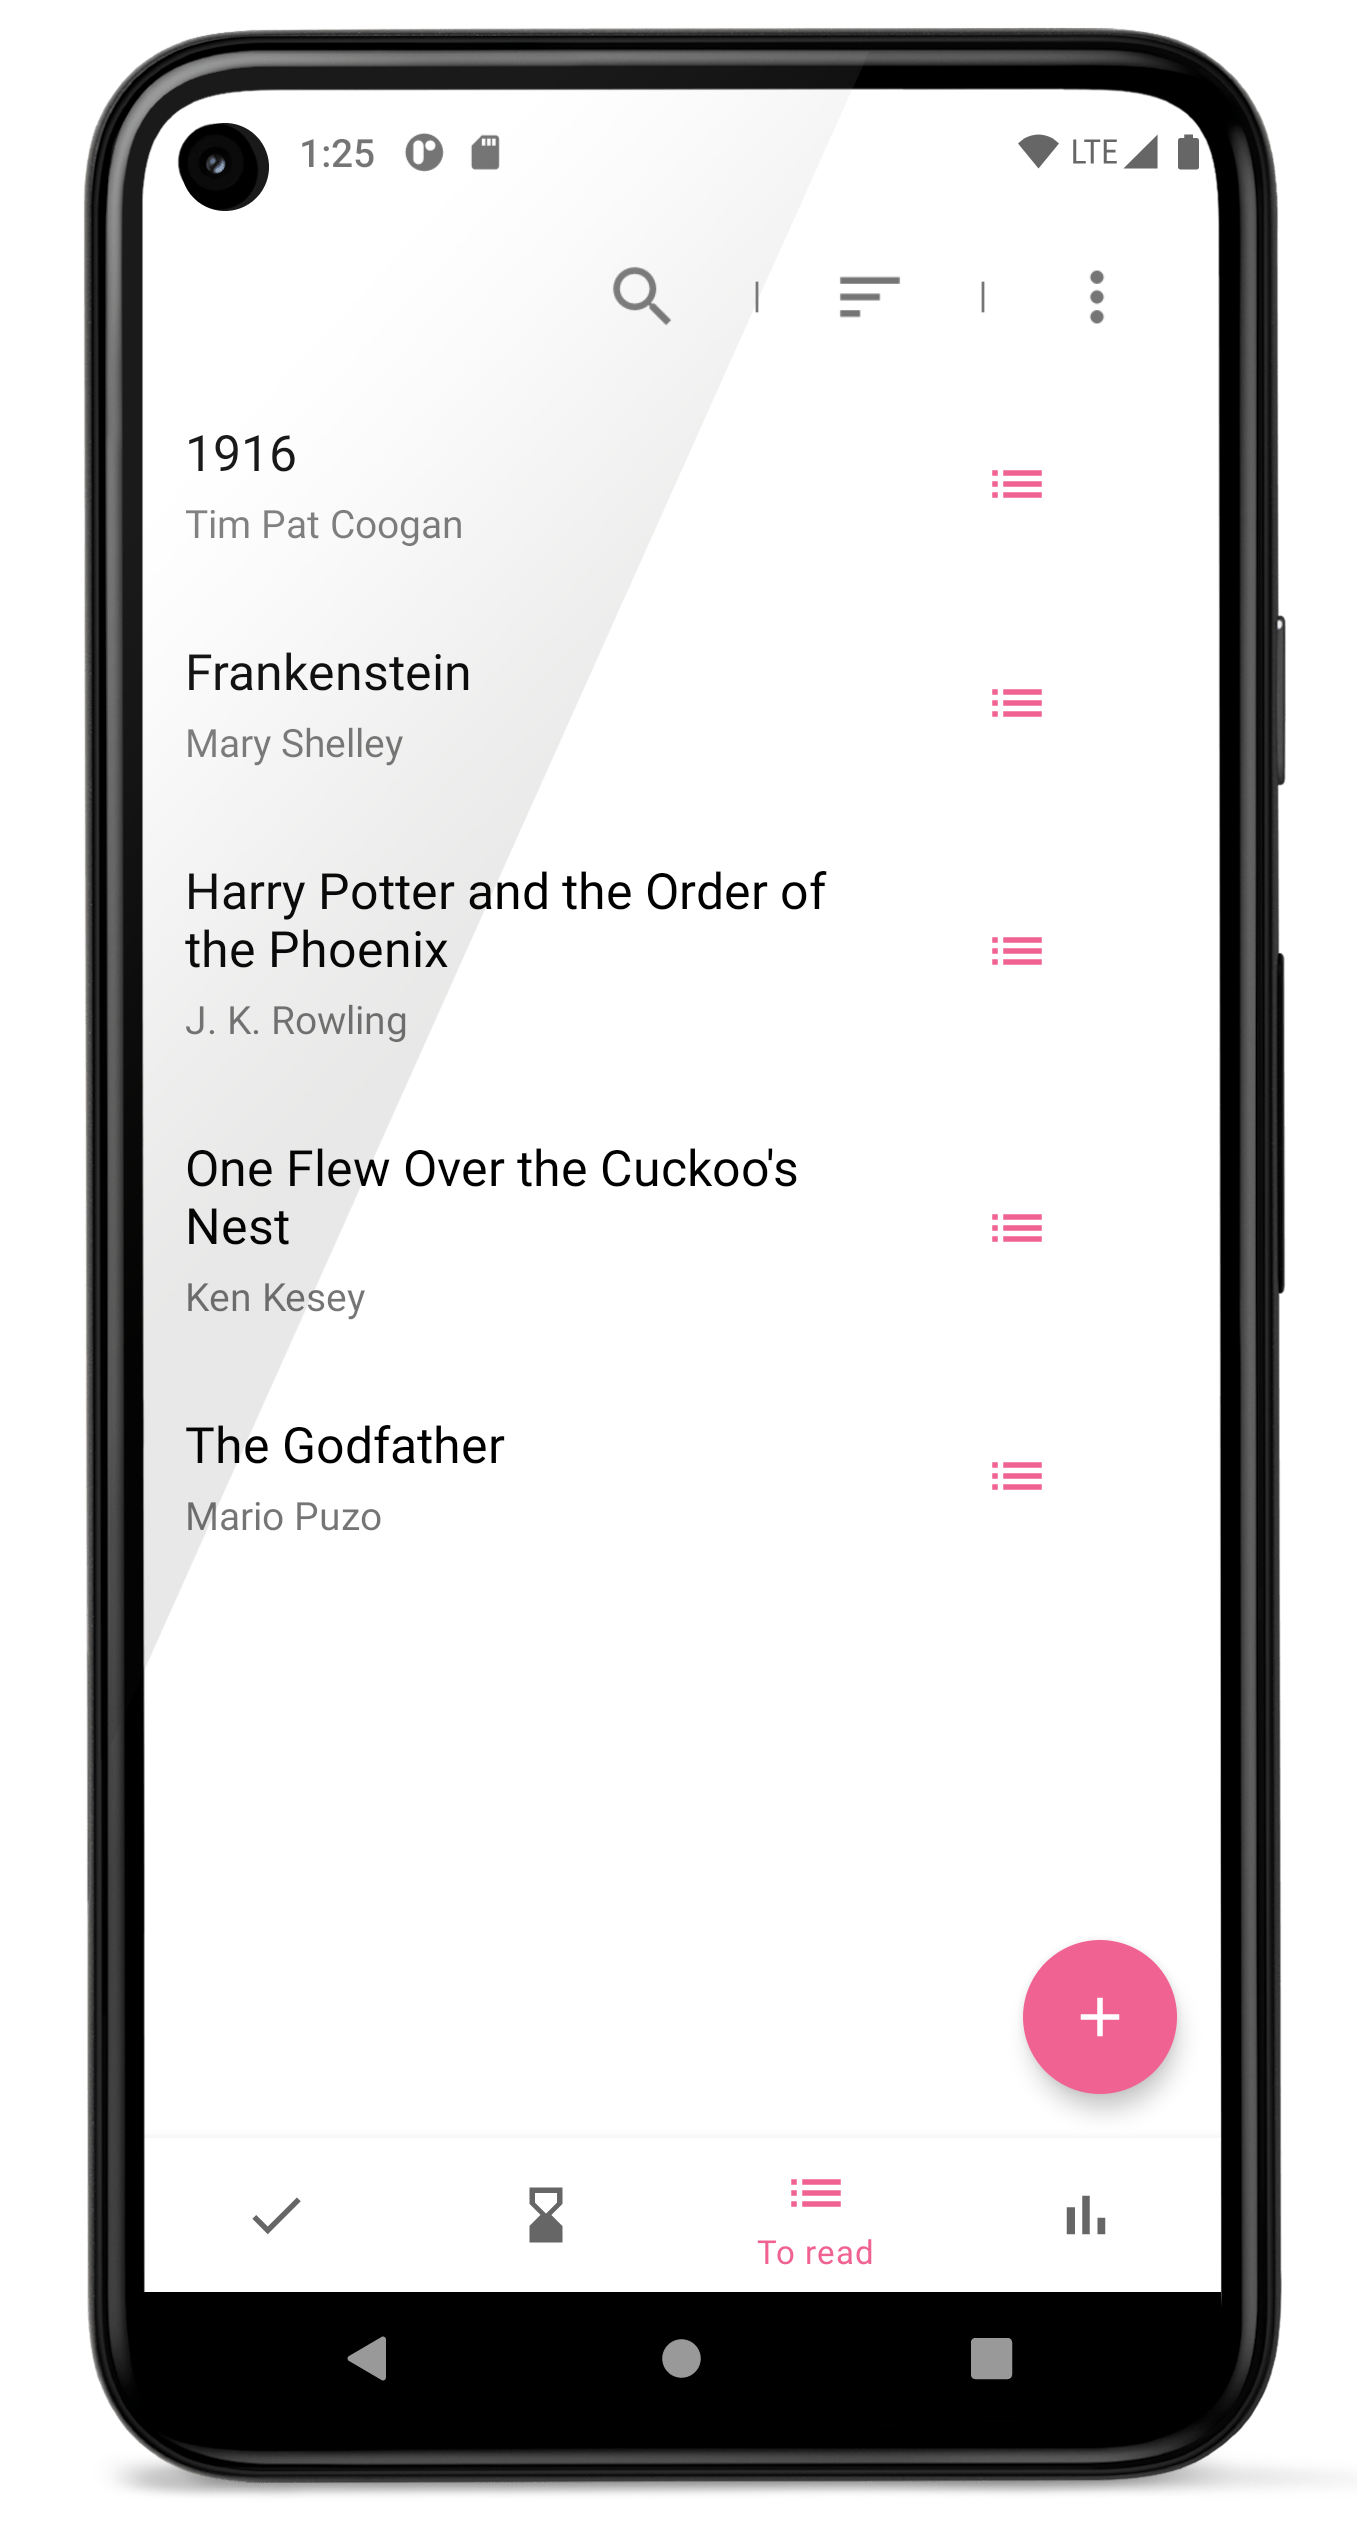 1:25
LTE
1916
Tim Pat Coogan
Frankenstein
Mary Shelley
Harry Potter and the Order of
the Phoenix
J. K. Rowling
One Flew Over the Cuckoo's
Nest
Ken Kesey
The Godfather
Mario Puzo
To read